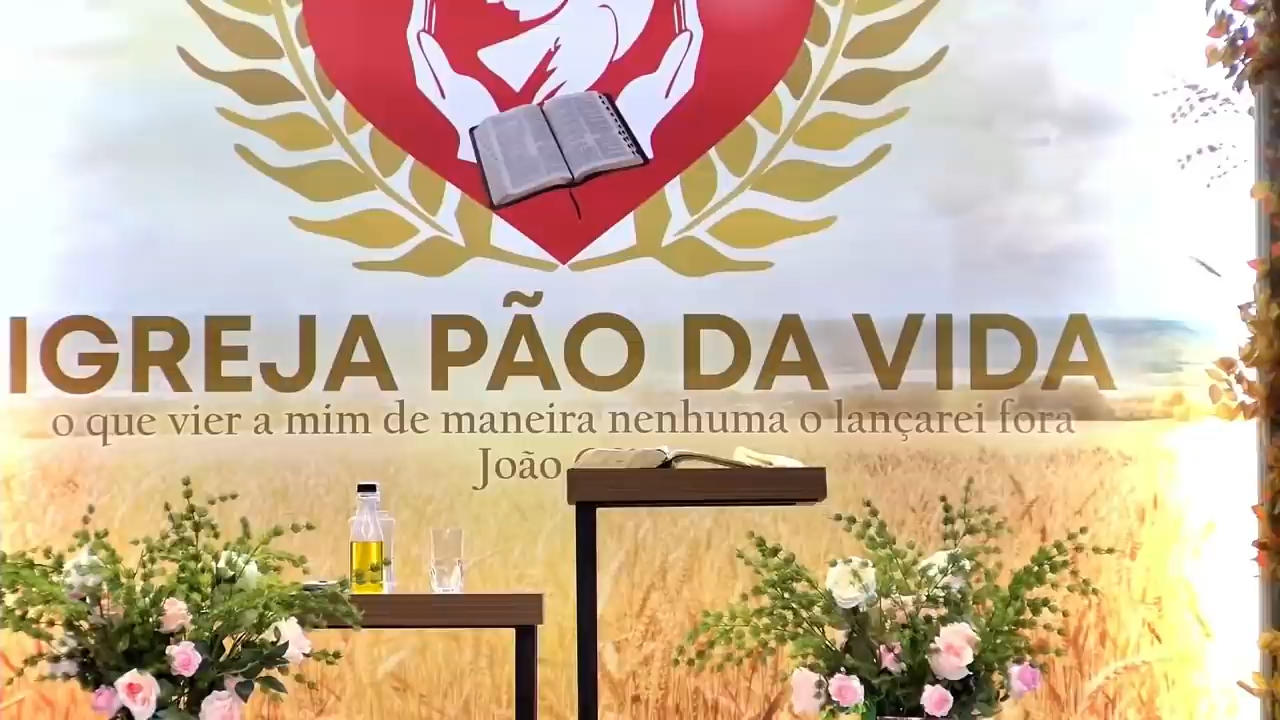 IGREJA PÃO DA VIDA
o que vier a mim de maneira nenhuma o lançarei fora
João